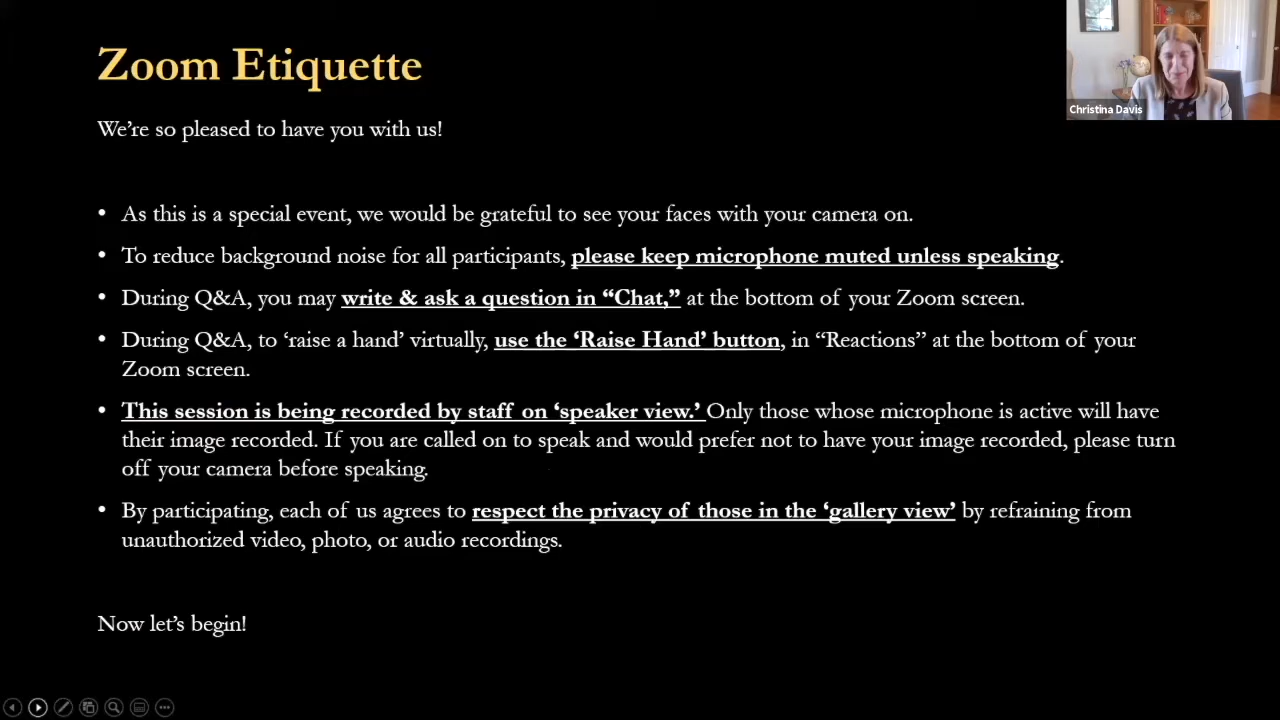 Zoom Etiquette
Christina Davis
We’re so pleased to have you with us!
• As this is a special event, we would be grateful to see your faces with your camera on.
• To reduce background noise for all participants, please keep microphone muted unless speaking.
• During Q&A, you may write & ask a question in “Chat,” at the bottom of your Zoom screen.
• During Q&A, to ‘raise a hand’ virtually, use the ‘Raise Hand’ button, in “Reactions” at the bottom of your
Zoom screen.
• This session is being recorded by staff on ‘speaker view.’ Only those whose microphone is active will have
their image recorded. If you are called on to speak and would prefer not to have your image recorded, please turn
off your camera before speaking.
• By participating, each of us agrees to respect the privacy of those in the ‘gallery view’ by refraining from
unauthorized video, photo, or audio recordings.
Now let’s begin!